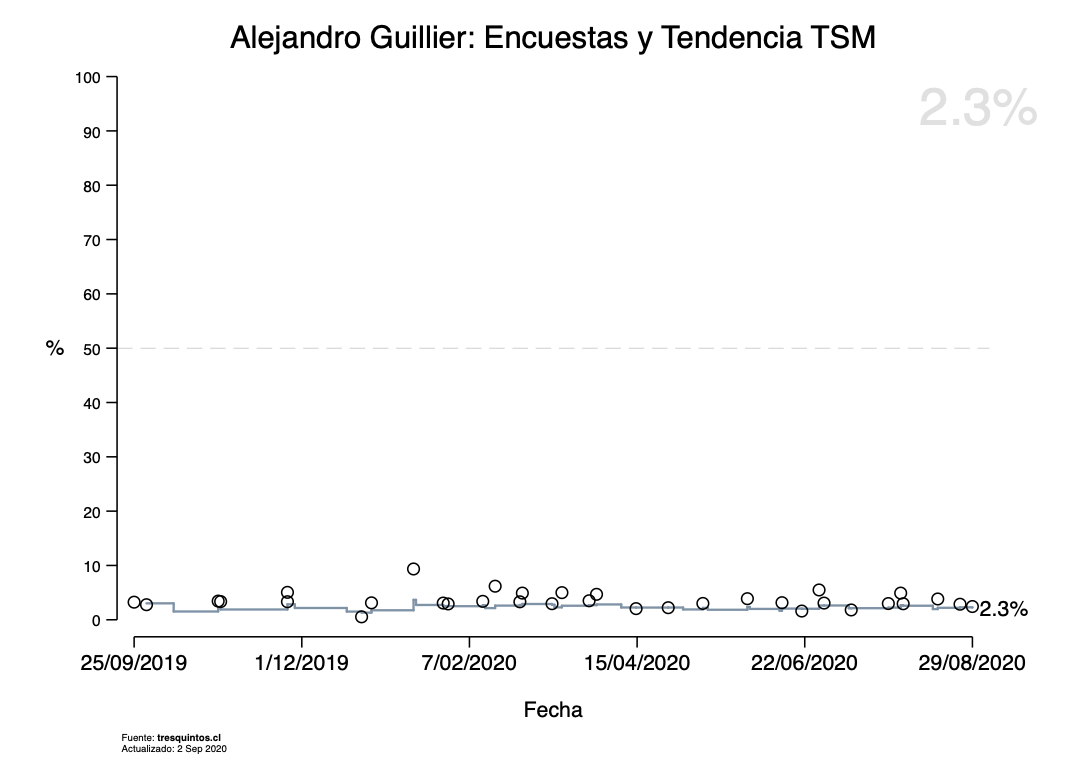 Alejandro Guillier: Encuestas y Tendencia TSM
2.3%
100
90
80
70
60
% 50
40
30
20
10
0
2.3%
25/09/2019 1/12/2019 7/02/2020 15/04/2020 22/06/2020 29/08/2020
Fecha
Fuente: tresquintos.cl
Actualizado: 2 Sep 2020